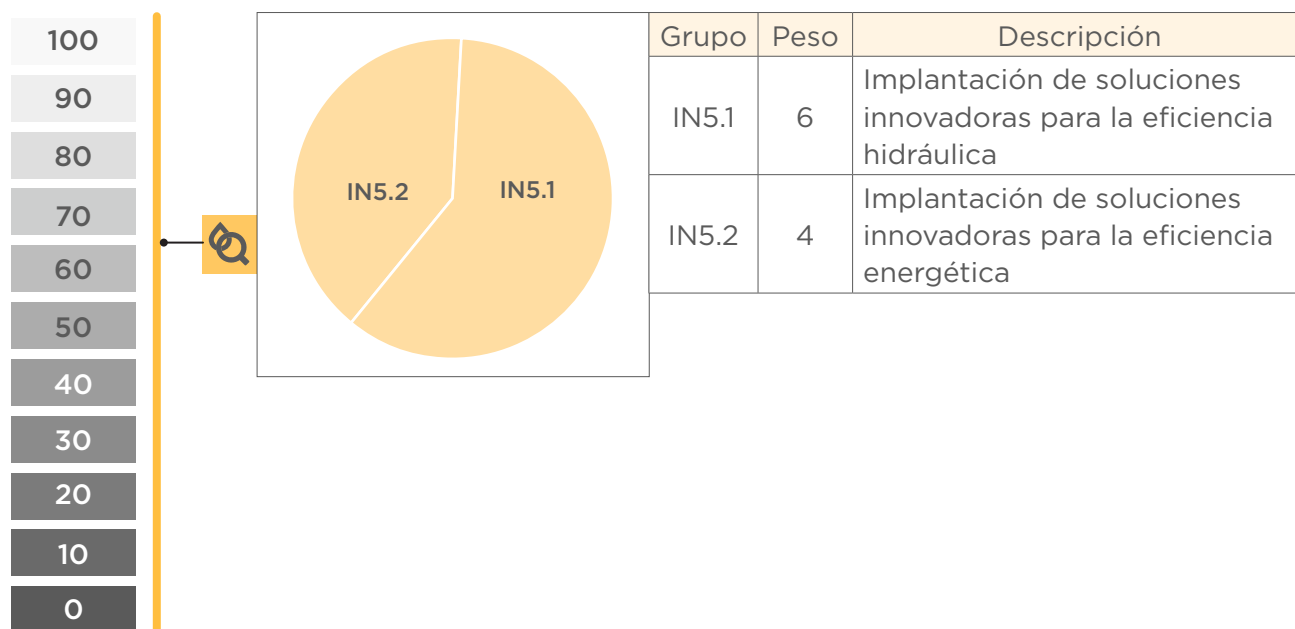 100
90
80
70
60
50
40
30
20
10
0
IN5.2
IN5.1
Grupo Peso Descripción
IN5.1 6 Implantación de soluciones
innovadoras para la eficiencia
hidráulica
IN5.2 4 Implantación de soluciones
innovadoras para la eficiencia
energética